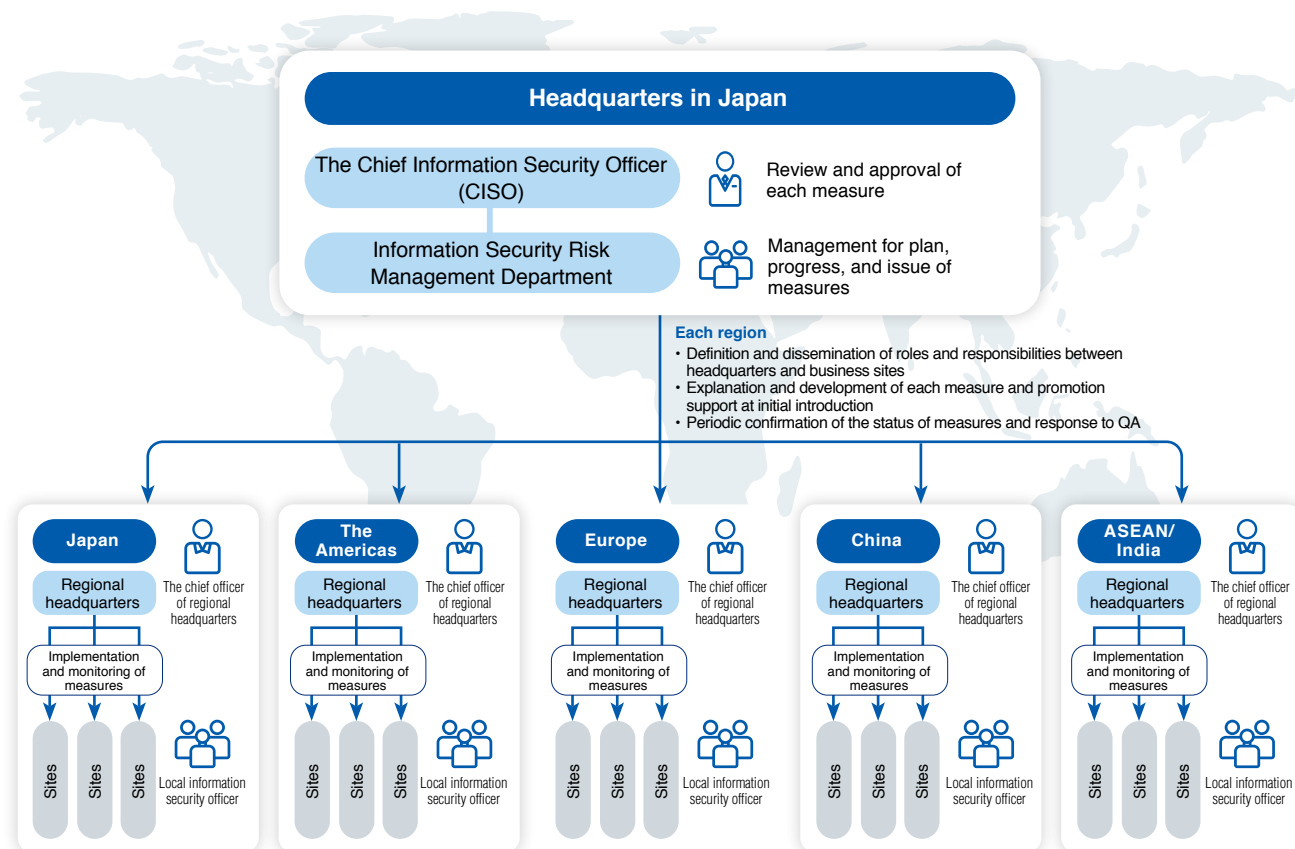 Headquarters in Japan
The Chief Information Security Officer
(CISO)
Review and approval of
each measure
Information Security Risk
Management Department
Management for plan,
progress, and issue of
measures
Each region
• Definition and dissemination of roles and responsibilities between
headquarters and business sites
• Explanation and development of each measure and promotion
support at initial introduction
• Periodic confirmation of the status of measures and response to QA
Japan
Regional
headquarters
The chief officer
of regional
headquarters
Implementation
and monitoring of
measures
Sites
Sites
Sites
Local information
security officer
The
Americas
Regional
headquarters
The chief officer
of regional
headquarters
Implementation
and monitoring of
measures
Sites
Sites
Sites
Local information
security officer
Europe
Regional
headquarters
The chief officer
of regional
headquarters
Implementation
and monitoring of
measures
Sites
Sites
Sites
Local information
security officer
China
Regional
headquarters
The chief officer
of regional
headquarters
Implementation
and monitoring of
measures
Sites
Sites
Sites
Local information
security officer
ASEAN/
India
Regional
headquarters
The chief officer
of regional
headquarters
Implementation
and monitoring of
measures
Sites
Sites
Sites
Local information
security officer